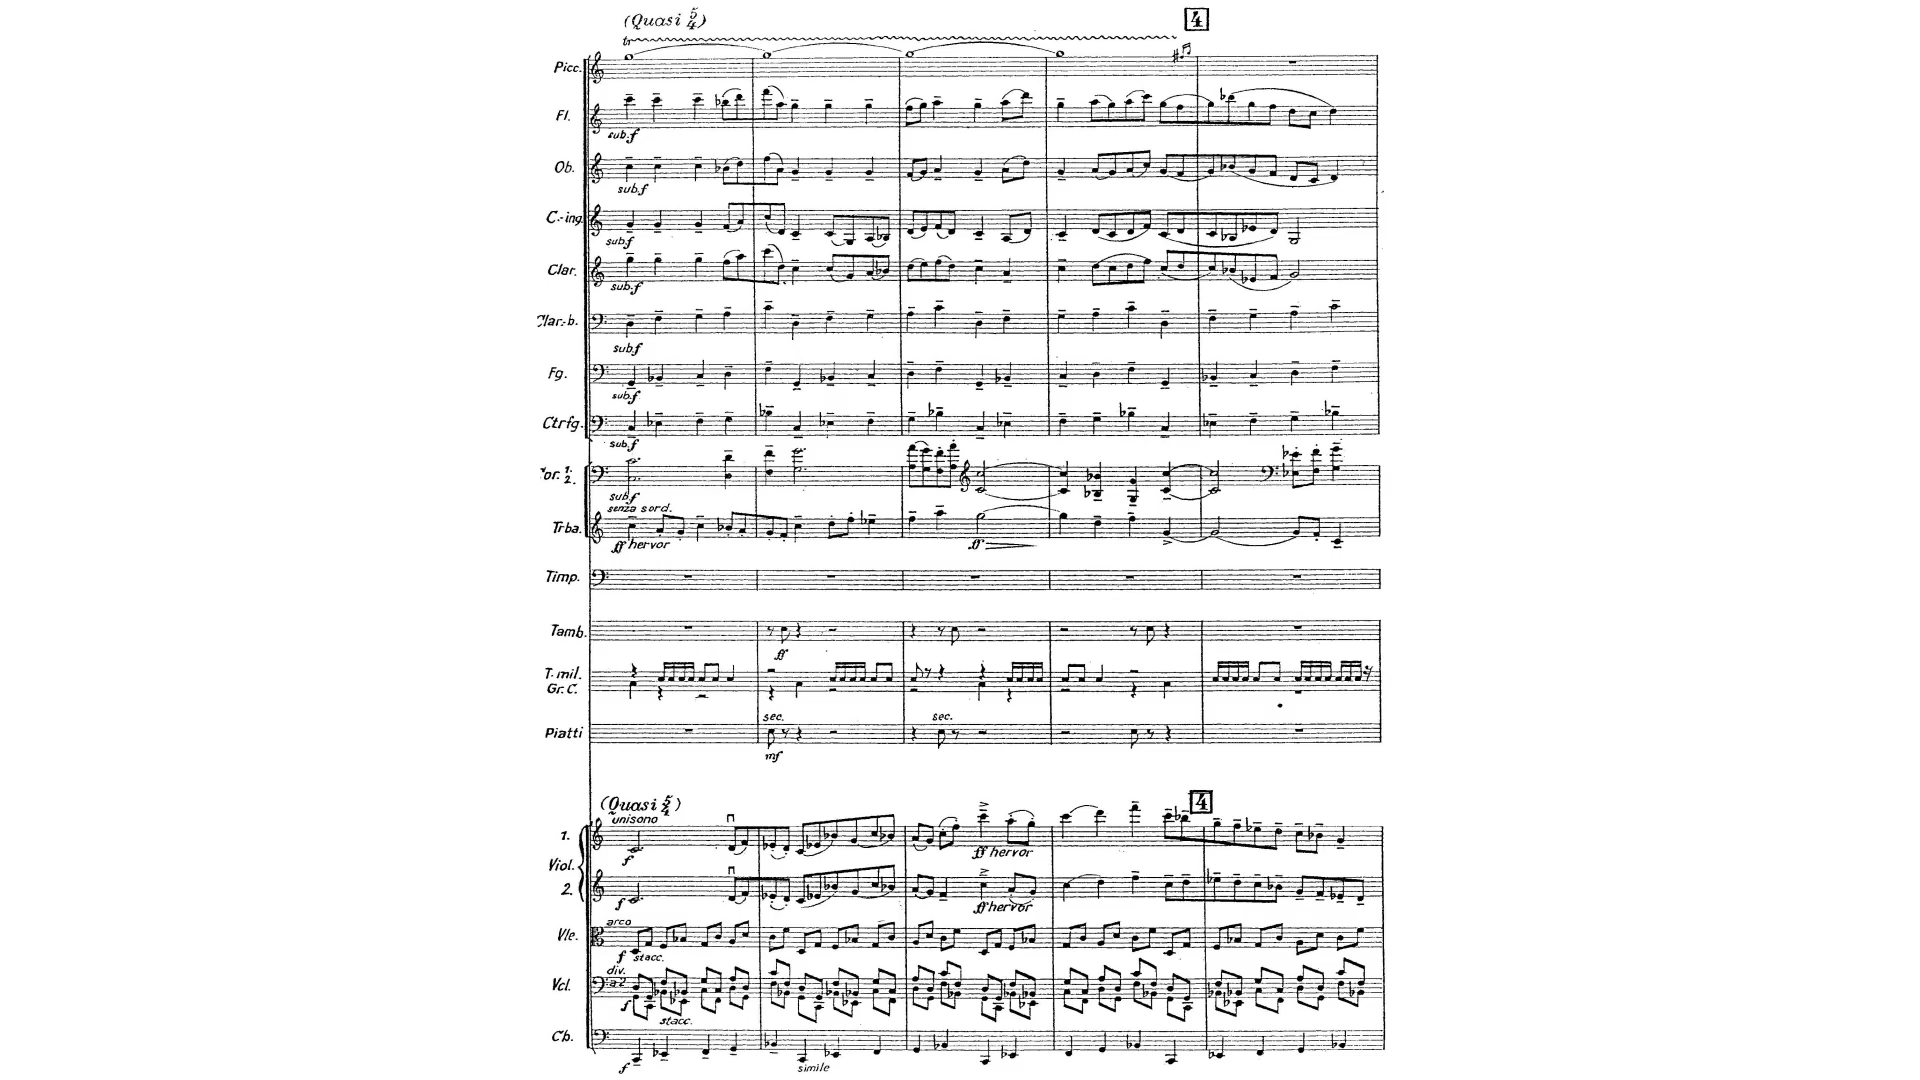 (Quasi 5/4)
4
tr
Picc.
Fl.
sub.f
Ob.
sub.f
C.-ing.
sub.f
Clar.
sub.f
Clar.-b.
sub.f
Fg.
sub.f
Ctrfg.
sub.f
Cor. 1. 2.
sub.f
senza sord.
Trba.
ff hervor
ff
Timp.
Tamb.
ff
T. mil.
Gr. C.
sec.
sec.
Piatti
mf
(Quasi 5/4)
4
unisono
1.
f
ff hervor
Viol.
2.
f
ff hervor
arco
Vle.
f stacc.
div.
a 2
Vcl.
f
stacc.
Cb.
f
simile